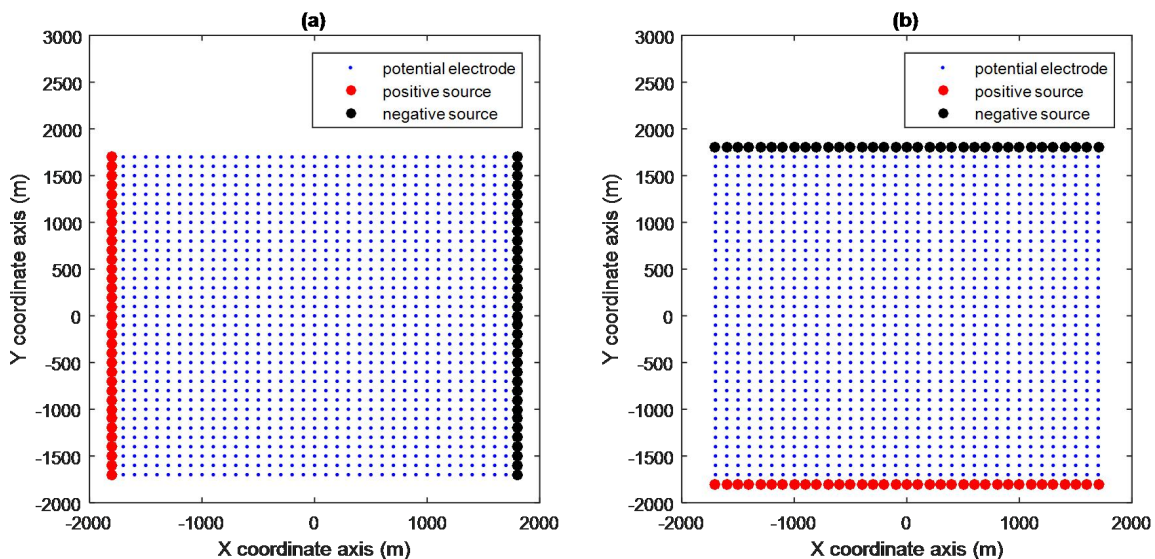 (a)
3000
2500
2000
1500
1000
500
0
-500
-1000
-1500
-2000
-2000
-1000
0
1000
2000
X coordinate axis (m)
Y coordinate axis (m)
potential electrode
positive source
negative source
(b)
3000
2500
2000
1500
1000
500
0
-500
-1000
-1500
-2000
-2000
-1000
0
1000
2000
X coordinate axis (m)
Y coordinate axis (m)
potential electrode
positive source
negative source